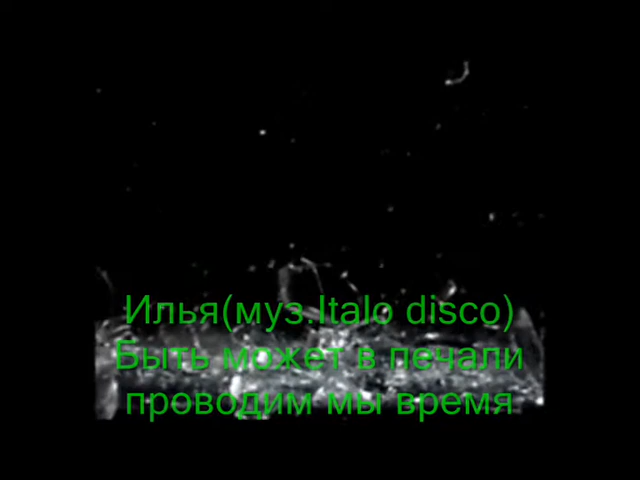 Илья(муз.Italo disco)
Быть может в печали
проводим мы время